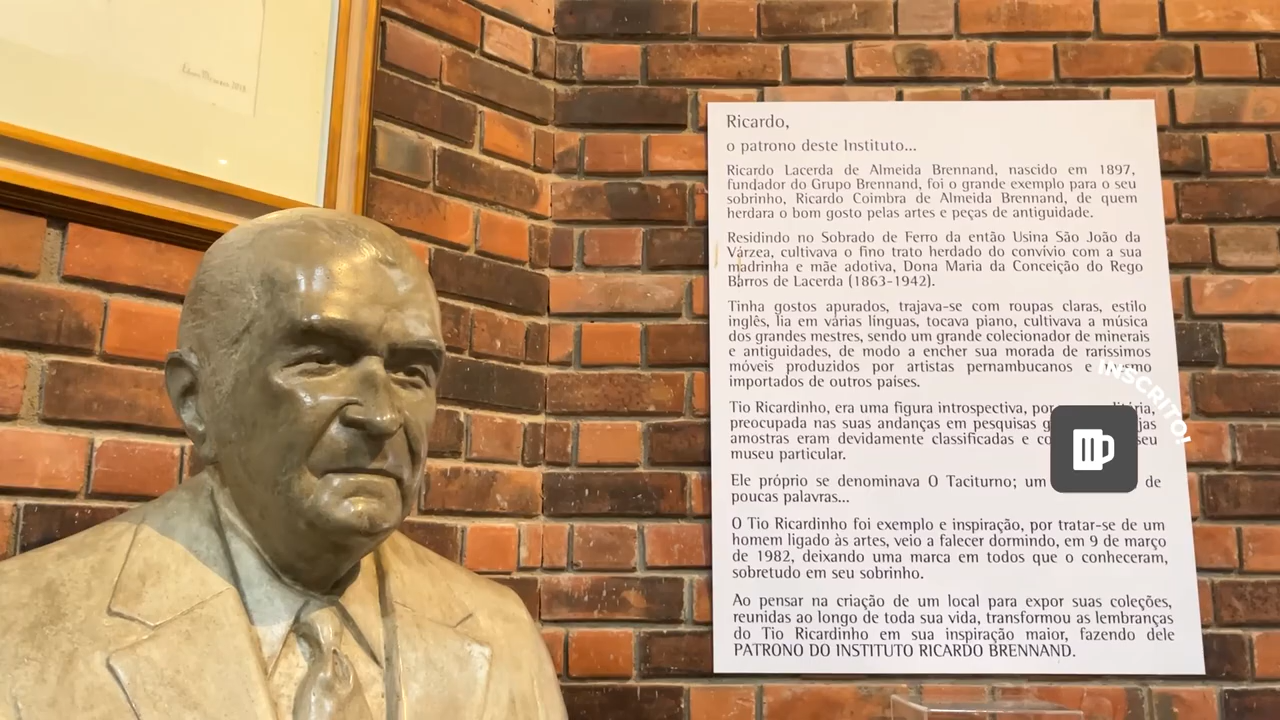 Ricardo,
o patrono deste Instituto...
Ricardo Lacerda de Almeida Brennand, nascido em 1897,
fundador do Grupo Brennand, foi o grande exemplo para o seu
sobrinho, Ricardo Coimbra de Almeida Brennand, de quem
herdara o bom gosto pelas artes e peças de antiguidade.
Residindo no Sobrado de Ferro da então Usina São João da
Várzea, cultivava o fino trato herdado do convívio com a sua
madrinha e mãe adotiva, Dona Maria da Conceição do Rego
Barros de Lacerda (1863-1942).
Tinha gostos apurados, trajava-se com roupas claras, estilo
inglês, lia em várias línguas, tocava piano, cultivava a música
dos grandes mestres, sendo um grande colecionador de minerais
e antiguidades, de modo a encher sua morada de raríssimos
móveis produzidos por artistas pernambucanos e
importados de outros países.
Tio Ricardinho, era uma figura introspectiva,
preocupada nas suas andanças em pesquisas
amostras eram devidamente classificadas e seu
museu particular.
Ele próprio se denominava O Taciturno; um de
poucas palavras...
O Tio Ricardinho foi exemplo e inspiração, por tratar-se de um
homem ligado às artes, veio a falecer dormindo, em 9 de março
de 1982, deixando uma marca em todos que o conheceram,
sobretudo em seu sobrinho.
Ao pensar na criação de um local para expor suas coleções,
reunidas ao longo de toda sua vida, transformou as lembranças
do Tio Ricardinho em sua inspiração maior, fazendo dele
PATRONO DO INSTITUTO RICARDO BRENNAND.
INSCRITO!